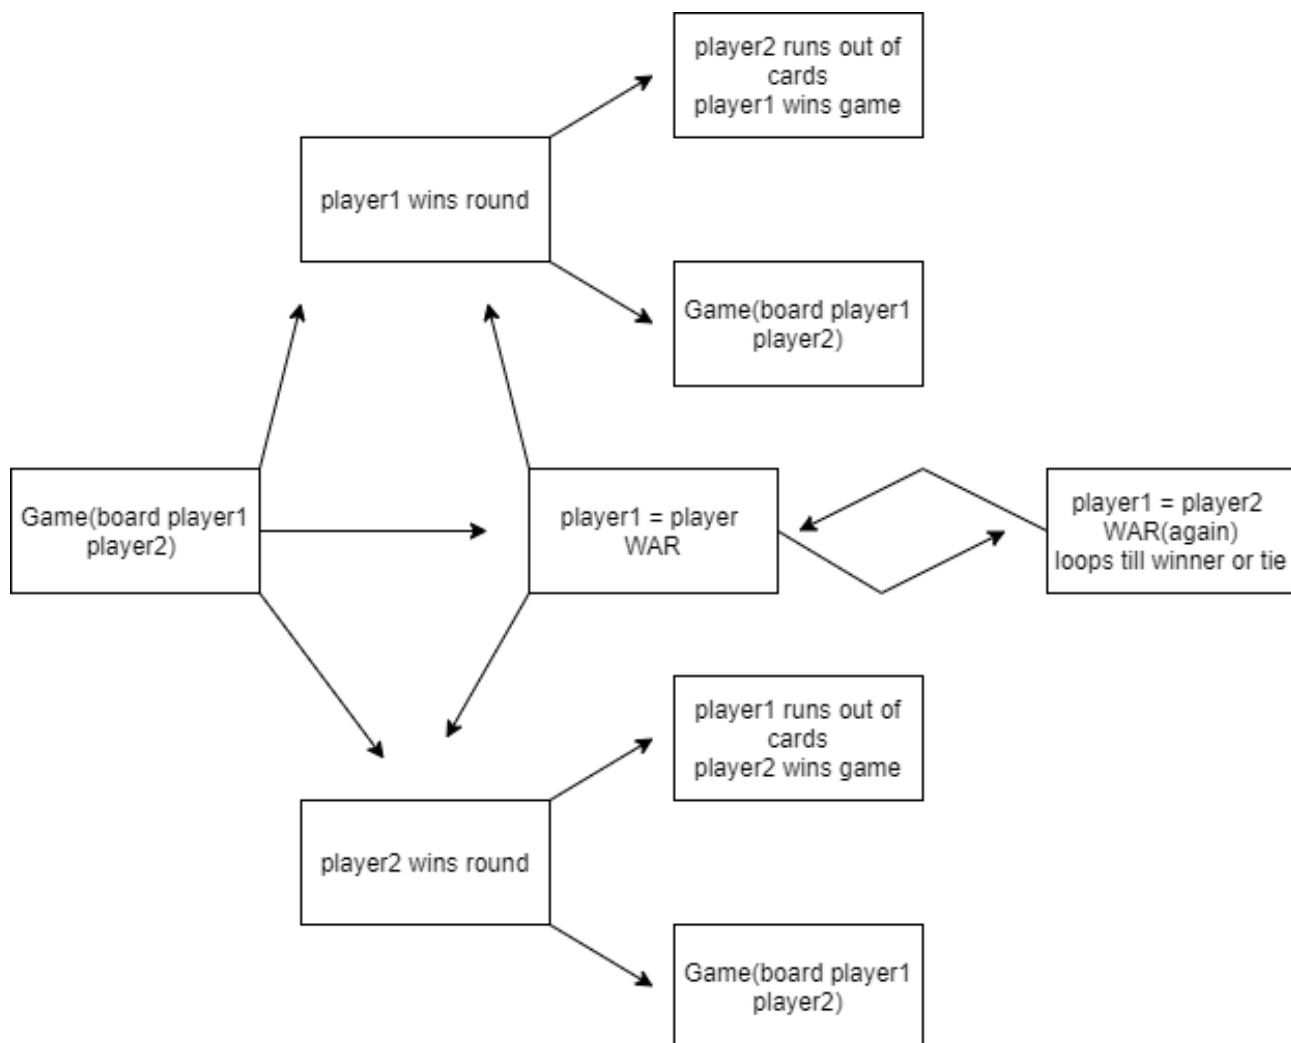 player2 runs out of
cards
player1 wins game
player1 wins round
Game(board player1
player2)
Game(board player1
player2)
player1 = player
WAR
player1 = player2
WAR(again)
loops till winner or tie
player1 runs out of
cards
player2 wins game
player2 wins round
Game(board player1
player2)